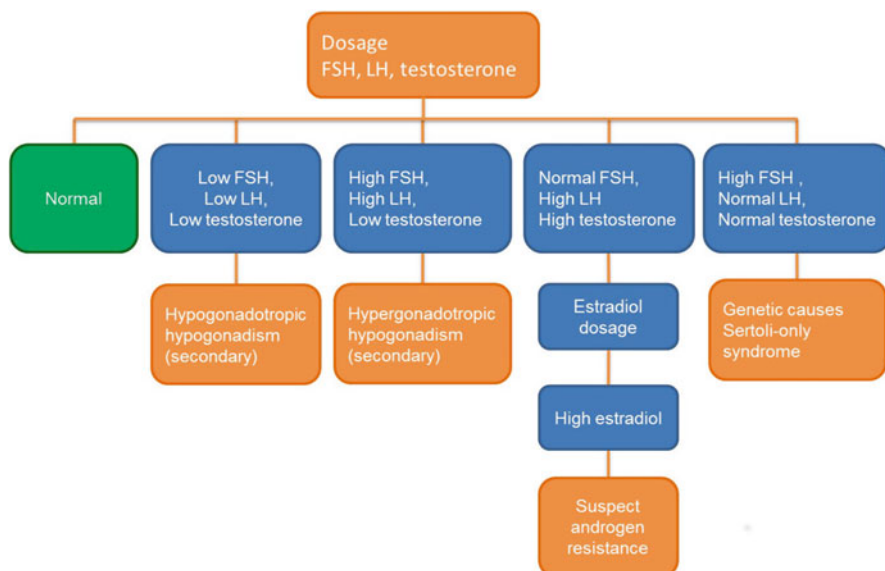 Dosage
FSH, LH, testosterone
Normal
Low FSH,
Low LH,
Low testosterone
High FSH,
High LH,
Low testosterone
Normal FSH,
High LH
High testosterone
High FSH ,
Normal LH,
Normal testosterone
Hypogonadotropic
hypogonadism
(secondary)
Hypergonadotropic
hypogonadism
(secondary)
Estradiol
dosage
Genetic causes
Sertoli-only
syndrome
High estradiol
Suspect
androgen
resistance